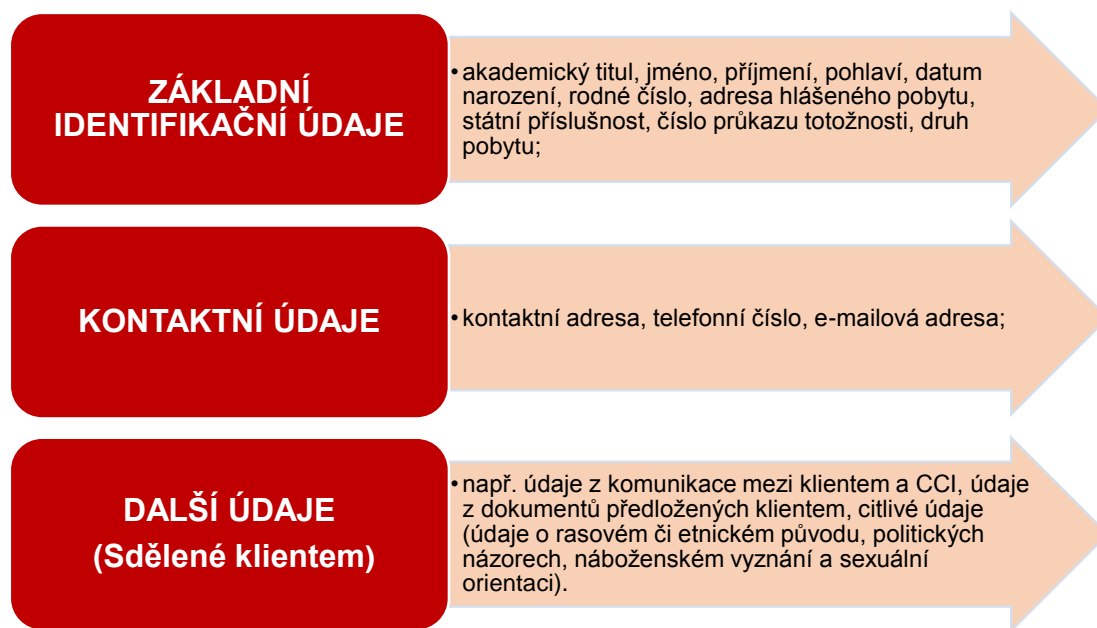 ZÁKLADNÍ
IDENTIFIKAČNÍ ÚDAJE
•akademický titul, jméno, příjmení, pohlaví, datum
narození, rodné číslo, adresa hlášeného pobytu,
státní příslušnost, číslo průkazu totožnosti, druh
pobytu;
KONTAKTNÍ ÚDAJE
•kontaktní adresa, telefonní číslo, e-mailová adresa;
DALŠÍ ÚDAJE
(Sdělené klientem)
•např. údaje z komunikace mezi klientem a CCI, údaje
z dokumentů předložených klientem, citlivé údaje
(údaje o rasovém či etnickém původu, politických
názorech, náboženském vyznání a sexuální
orientaci).